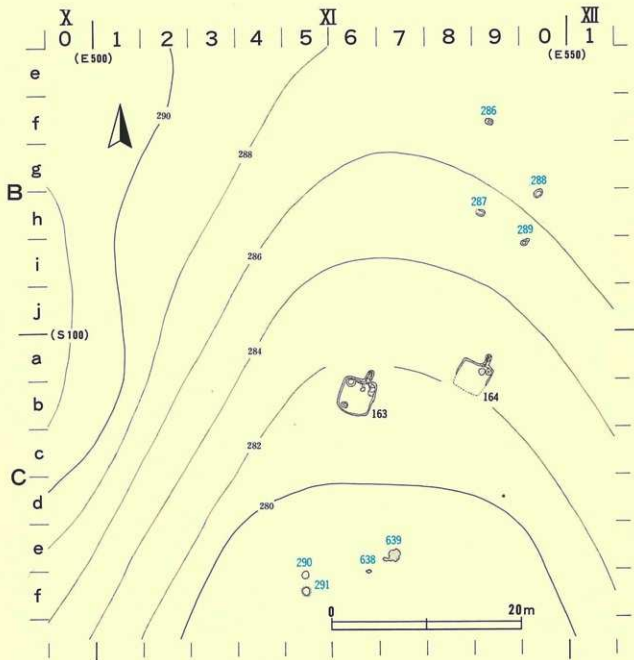 X XI XII
0 1 2 3 4 5 6 7 8 9 0 1
(E500) (E550)
e
290
286
f
288
g
B
288
287
h
289
286
i
j
(S100)
284
a
164
b
163
282
c
C
d
280
e
639
290 638
f
291
0 20m